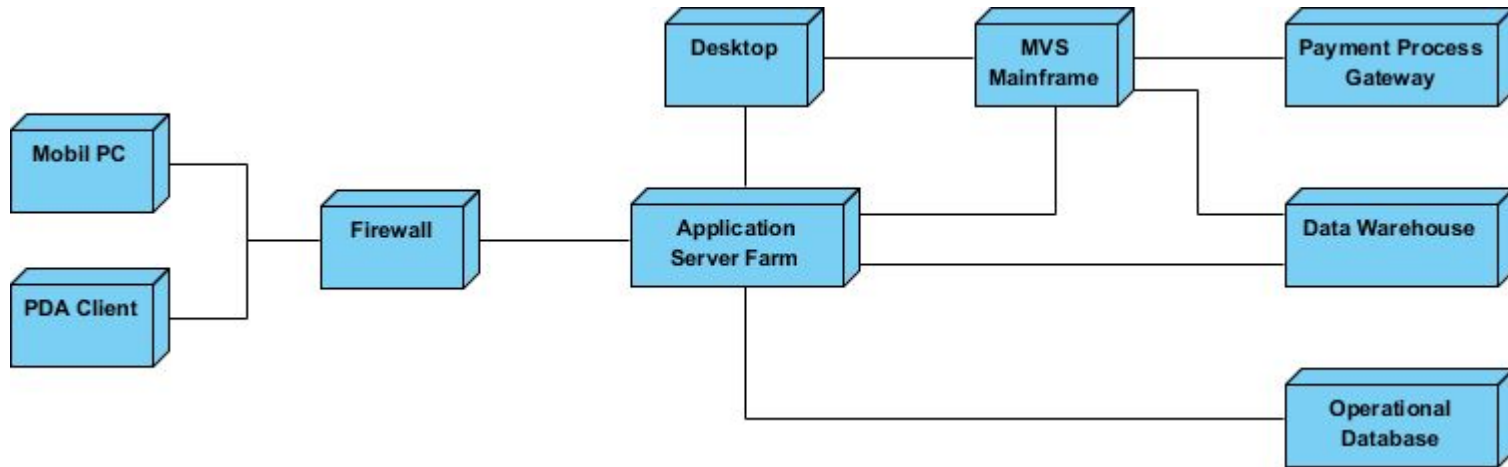 Desktop
MVS
Mainframe
Payment Process
Gateway
Mobil PC
Firewall
Application
Server Farm
Data Warehouse
PDA Client
Operational
Database